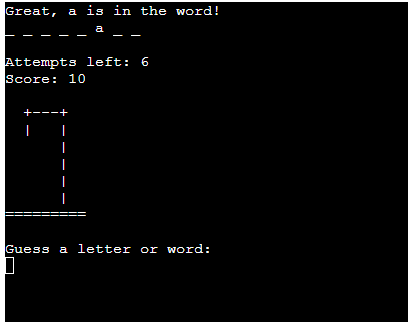 Great, a is in the word!
_ _ _ _ _ a _ _
Attempts left: 6
Score: 10
  +---+
  |   |
      |
      |
      |
      |
=========
Guess a letter or word: